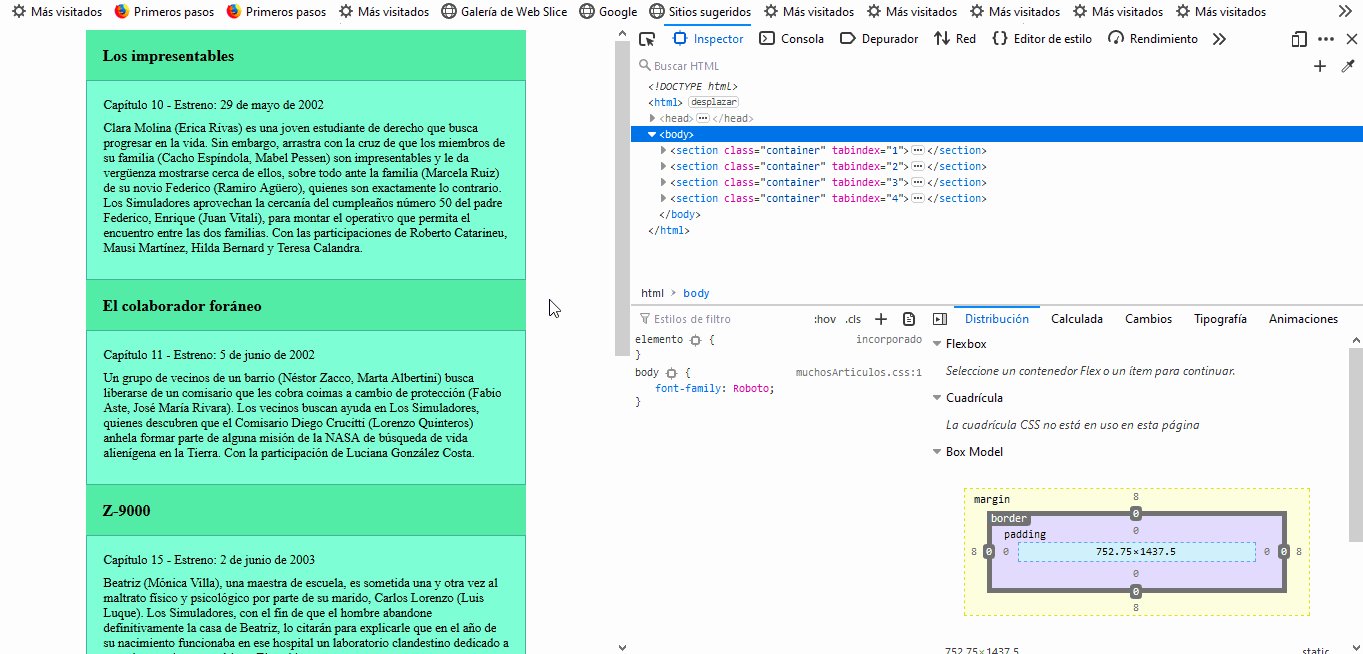 Más visitados Primeros pasos Primeros pasos Más visitados Galería de Web Slice Google Sitios sugeridos Más visitados Más visitados Más visitados Más visitados Más visitados
Los impresentables
Capítulo 10 - Estreno: 29 de mayo de 2002
Clara Molina (Erica Rivas) es una joven estudiante de derecho que busca
progresar en la vida. Sin embargo, arrastra con la cruz de que los miembros de
su familia (Cacho Espíndola, Mabel Pessen) son impresentables y le da
vergüenza mostrarse cerca de ellos, sobre todo ante la familia (Marcela Ruiz)
de su novio Federico (Ramiro Agüero), quienes son exactamente lo contrario.
Los Simuladores aprovechan la cercanía del cumpleaños número 50 del padre
Federico, Enrique (Juan Vitali), para montar el operativo que permita el
encuentro entre las dos familias. Con las participaciones de Roberto Catarineu,
Mausi Martínez, Hilda Bernard y Teresa Calandra.
El colaborador foráneo
Capítulo 11 - Estreno: 5 de junio de 2002
Un grupo de vecinos de un barrio (Néstor Zacco, Marta Albertini) busca
liberarse de un comisario que les cobra coimas a cambio de protección (Fabio
Aste, José María Rivara). Los vecinos buscan ayuda en Los Simuladores,
quienes descubren que el Comisario Diego Crucitti (Lorenzo Quinteros)
anhela formar parte de alguna misión de la NASA de búsqueda de vida
alienígena en la Tierra. Con la participación de Luciana González Costa.
Z-9000
Capítulo 15 - Estreno: 2 de junio de 2003
Beatriz (Mónica Villa), una maestra de escuela, es sometida una y otra vez al
maltrato físico y psicológico por parte de su marido, Carlos Lorenzo (Luis
Luque). Los Simuladores, con el fin de que el hombre abandone
definitivamente la casa de Beatriz, lo citarán para explicarle que en el año de
su nacimiento funcionaba en ese hospital un laboratorio clandestino dedicado a
Inspector Consola Depurador Red Editor de estilo Rendimiento
Buscar HTML
<!DOCTYPE html>
<html> desplazar
<head> ••• </head>
<body>
<section class="container" tabindex="1"> ••• </section>
<section class="container" tabindex="2"> ••• </section>
<section class="container" tabindex="3"> ••• </section>
<section class="container" tabindex="4"> ••• </section>
</body>
</html>
html > body
Estilos de filtro :hov .cls +
elemento { incorporado
}
body { muchosArticulos.css:1
font-family: Roboto;
}
Distribución Calculada Cambios Tipografía Animaciones
Flexbox
Seleccione un contenedor Flex o un ítem para continuar.
Cuadrícula
La cuadrícula CSS no está en uso en esta página
Box Model
margin 8
border 0
padding 0
8 0 0 752.75×1437.5 0 0 8
0
0
8
752.75×1437.5 static